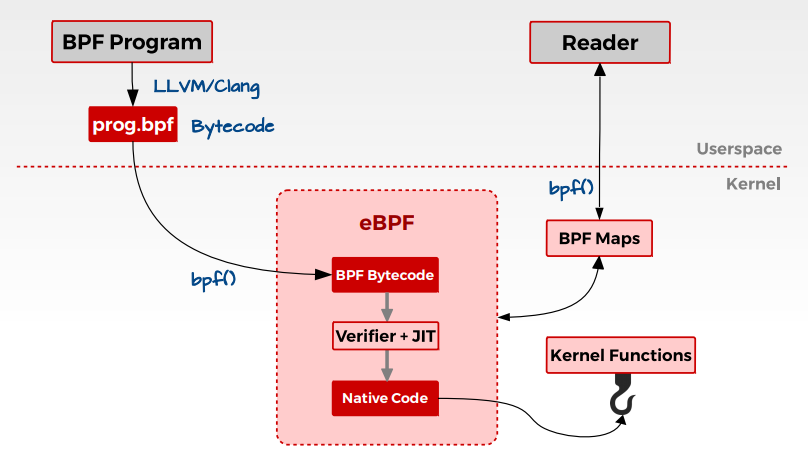 BPF Program
Reader
LLVM/Clang
prog.bpf
Bytecode
Userspace
Kernel
bpf()
eBPF
BPF Maps
bpf()
BPF Bytecode
Verifier + JIT
Kernel Functions
Native Code